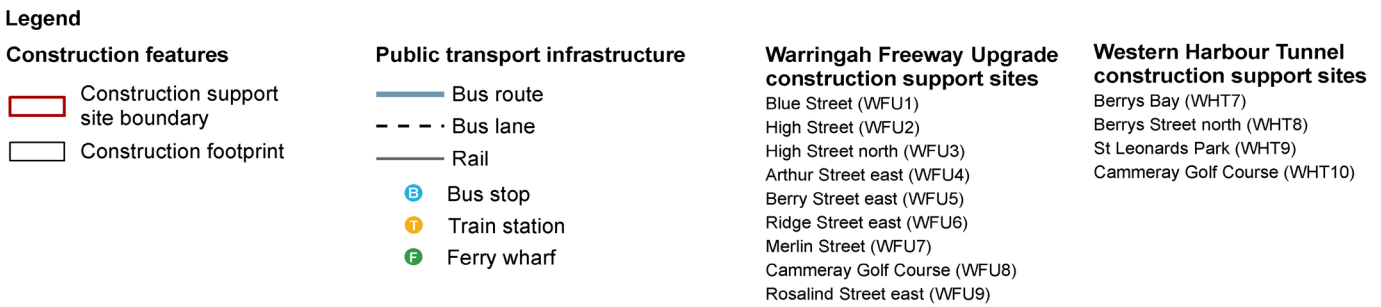 Legend
Construction features
Construction support
site boundary
Construction footprint
Public transport infrastructure
Bus route
Bus lane
Rail
B Bus stop
T Train station
F Ferry wharf
Warringah Freeway Upgrade
construction support sites
Blue Street (WFU1)
High Street (WFU2)
High Street north (WFU3)
Arthur Street east (WFU4)
Berry Street east (WFU5)
Ridge Street east (WFU6)
Merlin Street (WFU7)
Cammeray Golf Course (WFU8)
Rosalind Street east (WFU9)
Western Harbour Tunnel
construction support sites
Berrys Bay (WHT7)
Berrys Street north (WHT8)
St Leonards Park (WHT9)
Cammeray Golf Course (WHT10)